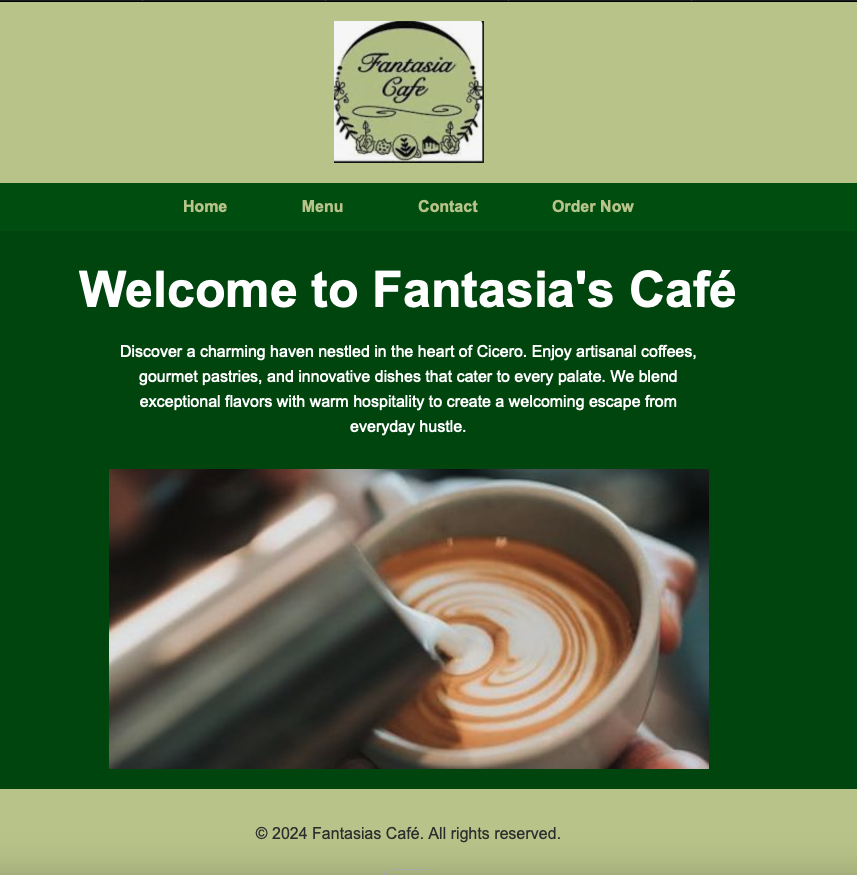 Fantasia
Cafe
Home Menu Contact Order Now
Welcome to Fantasia's Café
Discover a charming haven nestled in the heart of Cicero. Enjoy artisanal coffees,
gourmet pastries, and innovative dishes that cater to every palate. We blend
exceptional flavors with warm hospitality to create a welcoming escape from
everyday hustle.
© 2024 Fantasias Café. All rights reserved.